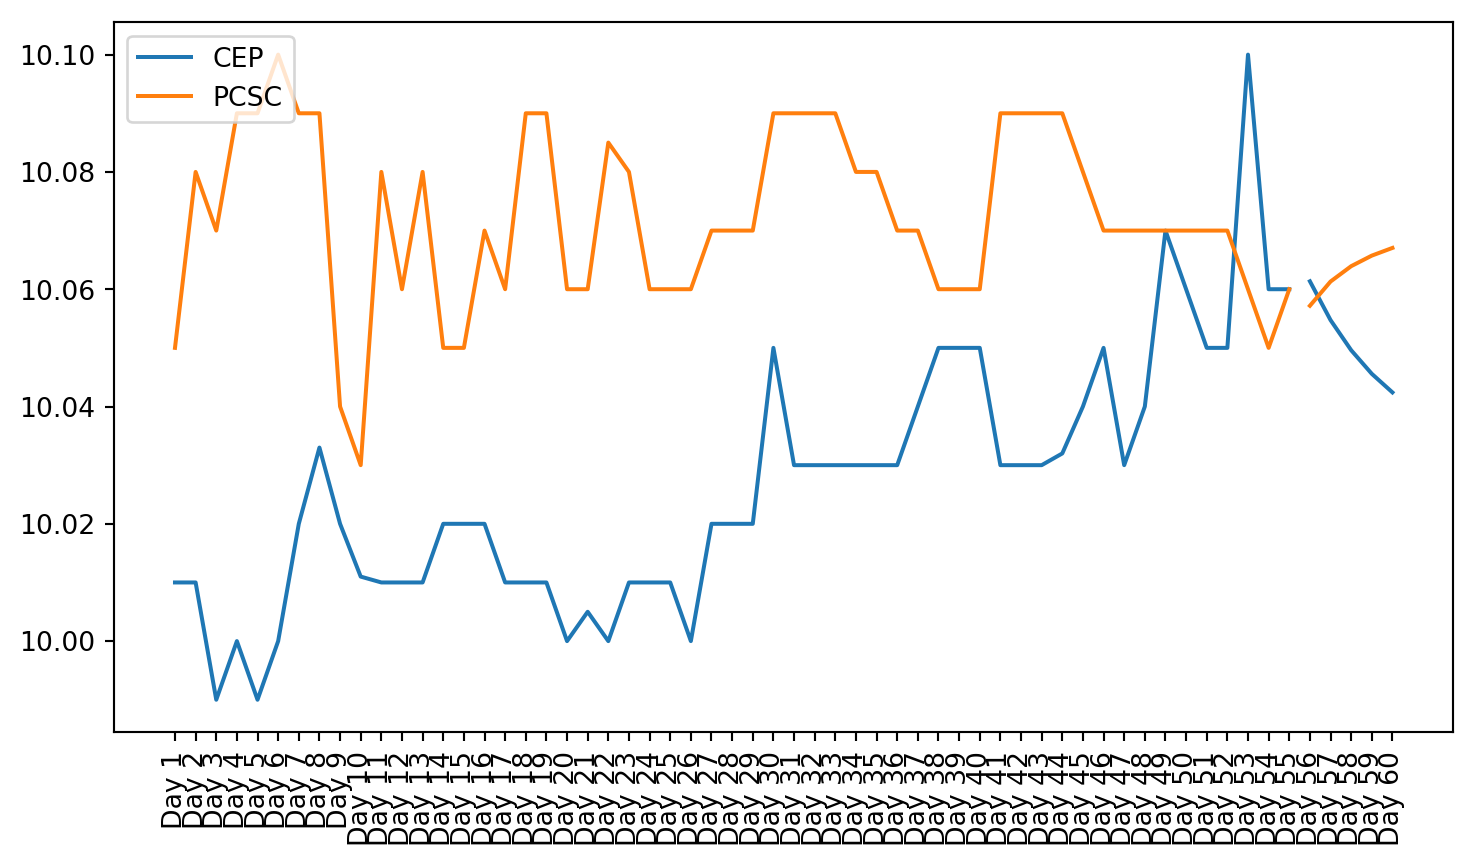 10.10
10.08
10.06
10.04
10.02
10.00
CEP
PCSC
Day 1
Day 2
Day 3
Day 4
Day 5
Day 6
Day 7
Day 8
Day 9
Day 10
Day 11
Day 12
Day 13
Day 14
Day 15
Day 16
Day 17
Day 18
Day 19
Day 20
Day 21
Day 22
Day 23
Day 24
Day 25
Day 26
Day 27
Day 28
Day 29
Day 30
Day 31
Day 32
Day 33
Day 34
Day 35
Day 36
Day 37
Day 38
Day 39
Day 40
Day 41
Day 42
Day 43
Day 44
Day 45
Day 46
Day 47
Day 48
Day 49
Day 50
Day 51
Day 52
Day 53
Day 54
Day 55
Day 56
Day 57
Day 58
Day 59
Day 60